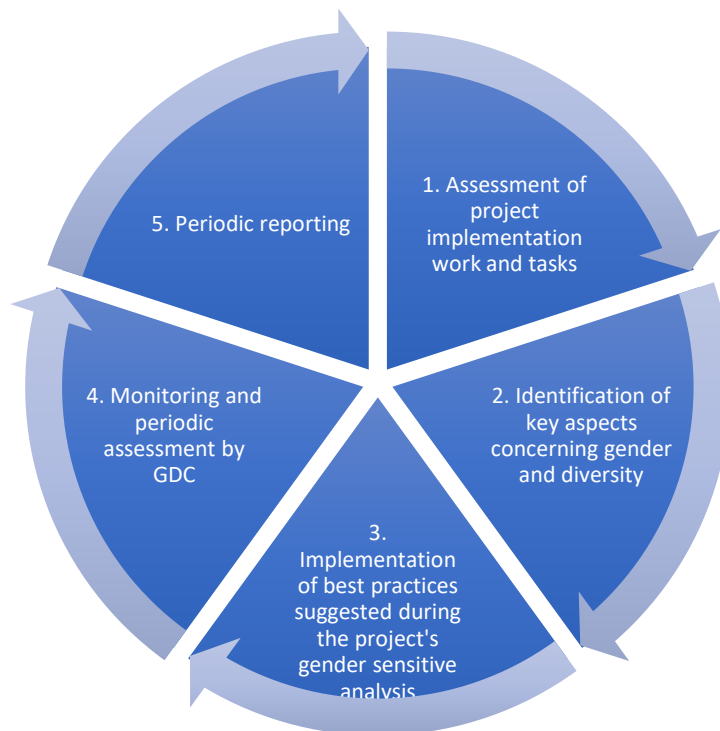 1. Assessment of
project
implementation
work and tasks
2. Identification of
key aspects
concerning gender
and diversity
3.
Implementation
of best practices
suggested during
the project's
gender sensitive
analysis
4. Monitoring and
periodic
assessment by
GDC
5. Periodic reporting